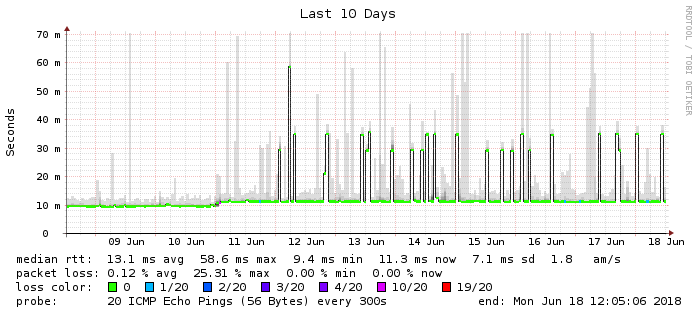 Last 10 Days
RRDTOOL / TOBI OETIKER
Seconds
70 m
60 m
50 m
40 m
30 m
20 m
10 m
0
09 Jun 10 Jun 11 Jun 12 Jun 13 Jun 14 Jun 15 Jun 16 Jun 17 Jun 18 Jun
median rtt: 13.1 ms avg 58.6 ms max 9.4 ms min 11.3 ms now 7.1 ms sd 1.8 am/s
packet loss: 0.12 % avg 25.31 % max 0.00 % min 0.00 % now
loss color: 0 1/20 2/20 3/20 4/20 10/20 19/20
probe: 20 ICMP Echo Pings (56 Bytes) every 300s end: Mon Jun 18 12:05:06 2018